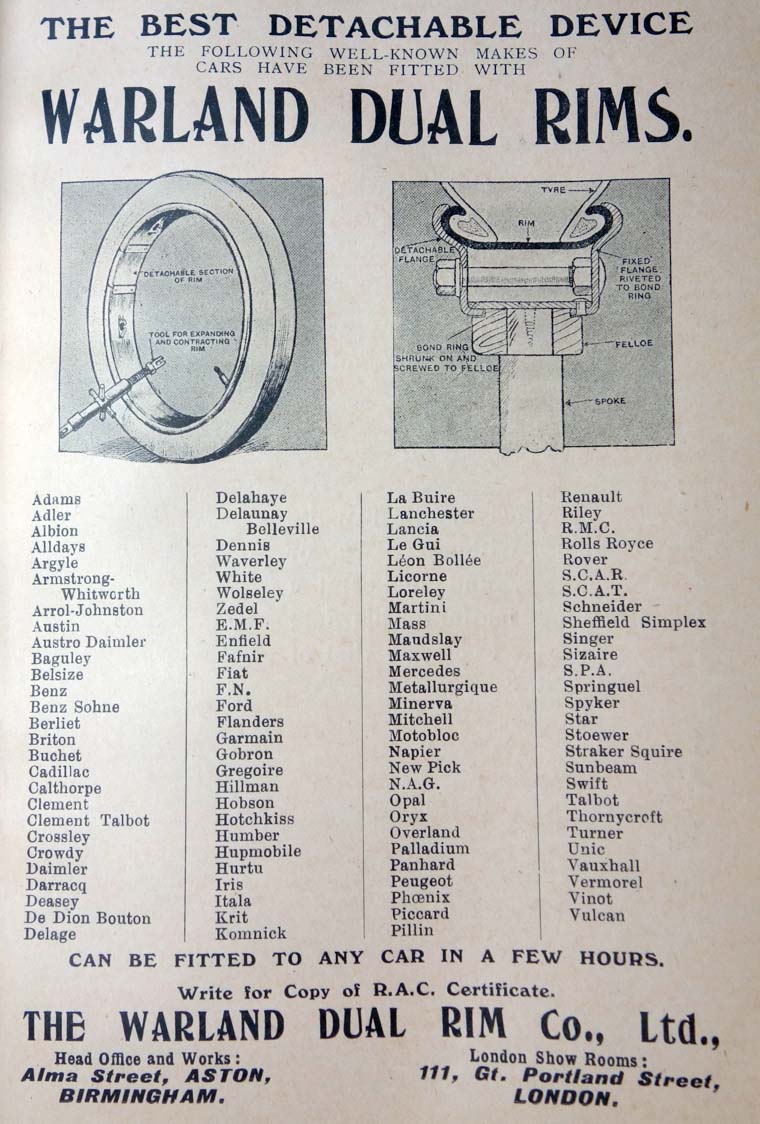 THE BEST DETACHABLE DEVICE
THE FOLLOWING WELL-KNOWN MAKES OF
CARS HAVE BEEN FITTED WITH
WARLAND DUAL RIMS.
DETACHABLE SECTION
OF RIM
TOOL FOR EXPANDING
AND CONTRACTING
RIM
TYRE
RIM
DETACHABLE
FLANGE
FIXED
FLANGE
RIVETED
TO BOND
RING
BOND RING
SHRUNK ON AND
SCREWED TO FELLOE
FELLOE
SPOKE
Adams
Adler
Albion
Alldays
Argyle
Armstrong-
Whitworth
Arrol-Johnston
Austin
Austro Daimler
Baguley
Belsize
Benz
Benz Sohne
Berliet
Briton
Buchet
Cadillac
Calthorpe
Clement
Clement Talbot
Crossley
Crowdy
Daimler
Darracq
Deasey
De Dion Bouton
Delage
Delahaye
Delaunay
Belleville
Dennis
Waverley
White
Wolseley
Zedel
E.M.F.
Enfield
Fafnir
Fiat
F.N.
Ford
Flanders
Garmain
Gobron
Gregoire
Hillman
Hobson
Hotchkiss
Humber
Hupmobile
Hurtu
Iris
Itala
Krit
Komnick
La Buire
Lanchester
Lancia
Le Gui
Léon Bollée
Licorne
Loreley
Martini
Mass
Maudslay
Maxwell
Mercedes
Metallurgique
Minerva
Mitchell
Motobloc
Napier
New Pick
N.A.G.
Opal
Oryx
Overland
Palladium
Panhard
Peugeot
Phœnix
Piccard
Pillin
Renault
Riley
R.M.C.
Rolls Royce
Rover
S.C.A.R.
S.C.A.T.
Schneider
Sheffield Simplex
Singer
Sizaire
S.P.A.
Springuel
Spyker
Star
Stoewer
Straker Squire
Sunbeam
Swift
Talbot
Thornycroft
Turner
Unic
Vauxhall
Vermorel
Vinot
Vulcan
CAN BE FITTED TO ANY CAR IN A FEW HOURS.
Write for Copy of R.A.C. Certificate.
THE WARLAND DUAL RIM Co., Ltd.,
Head Office and Works:
Alma Street, ASTON,
BIRMINGHAM.
London Show Rooms:
111, Gt. Portland Street,
LONDON.